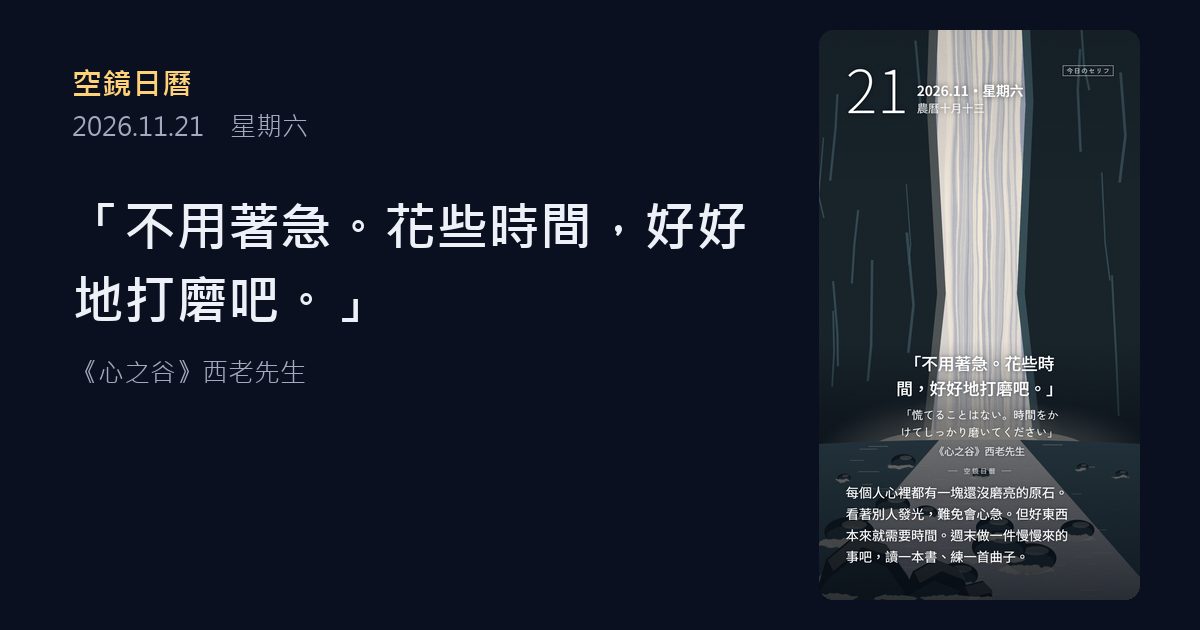 空鏡日曆
2026.11.21 星期六
「不用著急。花些時間，好好
地打磨吧。」
《心之谷》西老先生
21
2026.11・星期六
農曆十月十三
今日のセリフ
「不用著急。花些時
間，好好地打磨吧。」
「慌てることはない。時間をか
けてしっかり磨いてください」
《心之谷》西老先生
— 空鏡日曆 —
每個人心裡都有一塊還沒磨亮的原石。
看著別人發光，難免會心急。但好東西
本來就需要時間。週末做一件慢慢來的
事吧，讀一本書、練一首曲子。